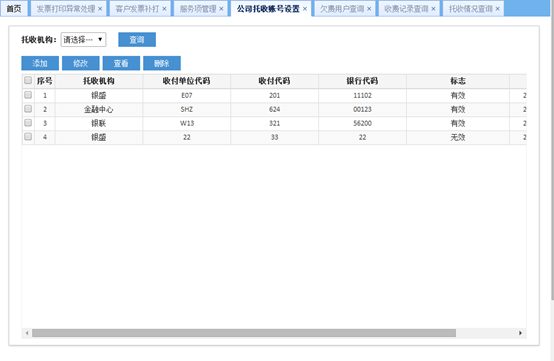 首页 发票打印异常处理 × 客户发票补打 × 服务项管理 × 公司托收账号设置 × 欠费用户查询 × 收费记录查询 × 托收情况查询 ×
托收机构: 请选择--- 查询
添加 修改 查看 删除
序号 托收机构 收付单位代码 收付代码 银行代码 标志
1 银盛 E07 201 11102 有效 2
2 金融中心 SHZ 624 00123 有效 2
3 银联 W13 321 56200 有效 2
4 银盛 22 33 22 无效 2